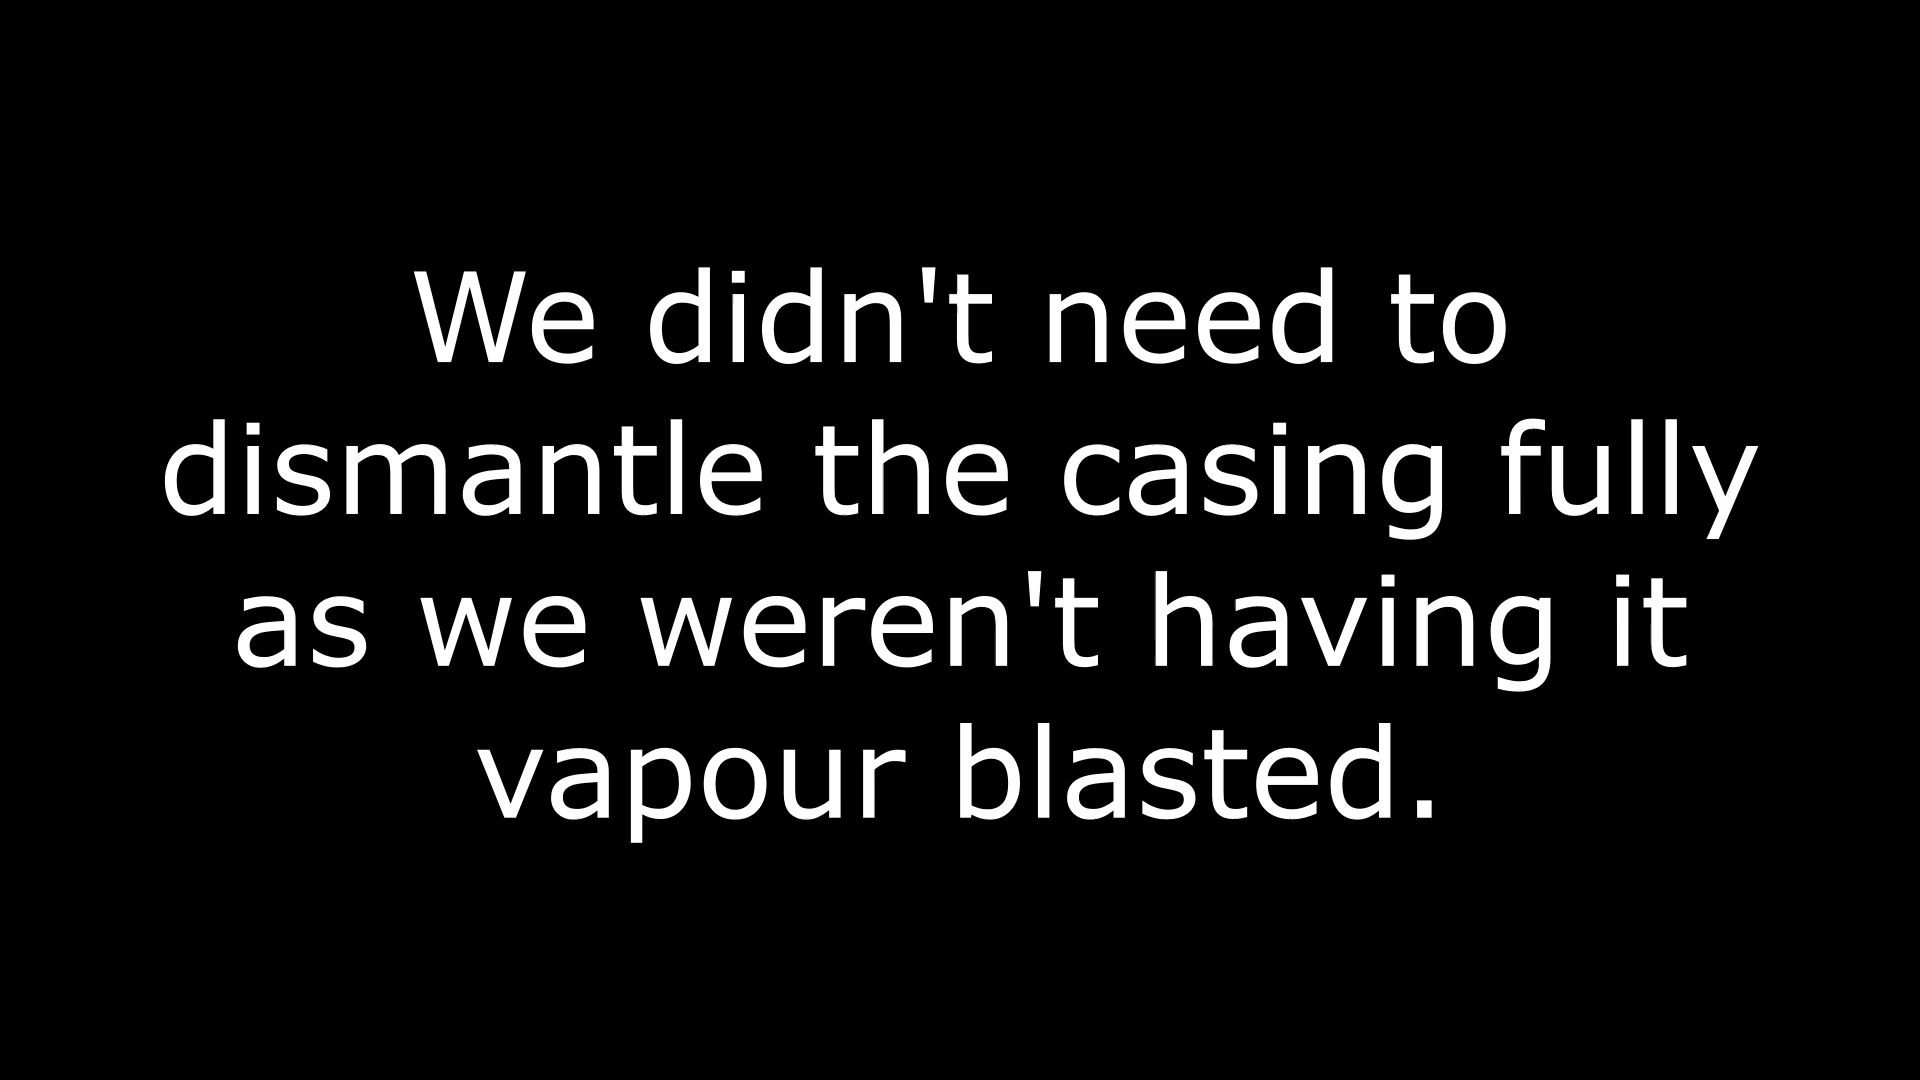 We didn't need to
dismantle the casing fully
as we weren't having it
vapour blasted.